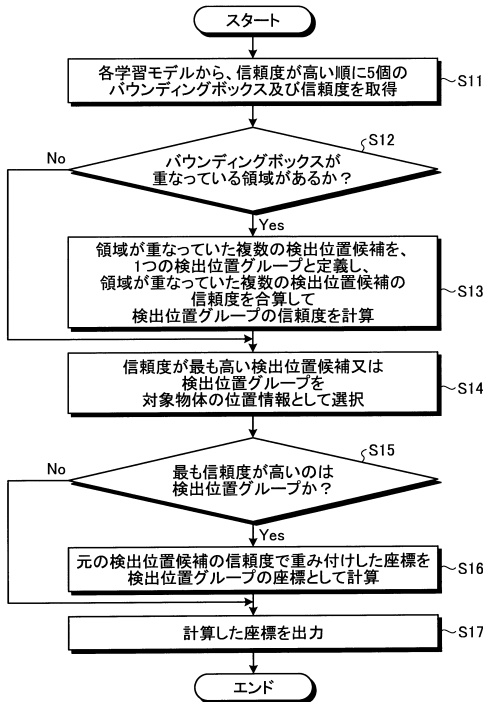 スタート
各学習モデルから、信頼度が高い順に5個の
バウンディングボックス及び信頼度を取得
S11
S12
No
バウンディングボックスが
重なっている領域があるか？
Yes
領域が重なっていた複数の検出位置候補を、
1つの検出位置グループと定義し、
領域が重なっていた複数の検出位置候補の
信頼度を合算して
検出位置グループの信頼度を計算
S13
信頼度が最も高い検出位置候補又は
検出位置グループを
対象物体の位置情報として選択
S14
S15
No
最も信頼度が高いのは
検出位置グループか？
Yes
元の検出位置候補の信頼度で重み付けした座標を
検出位置グループの座標として計算
S16
計算した座標を出力
S17
エンド